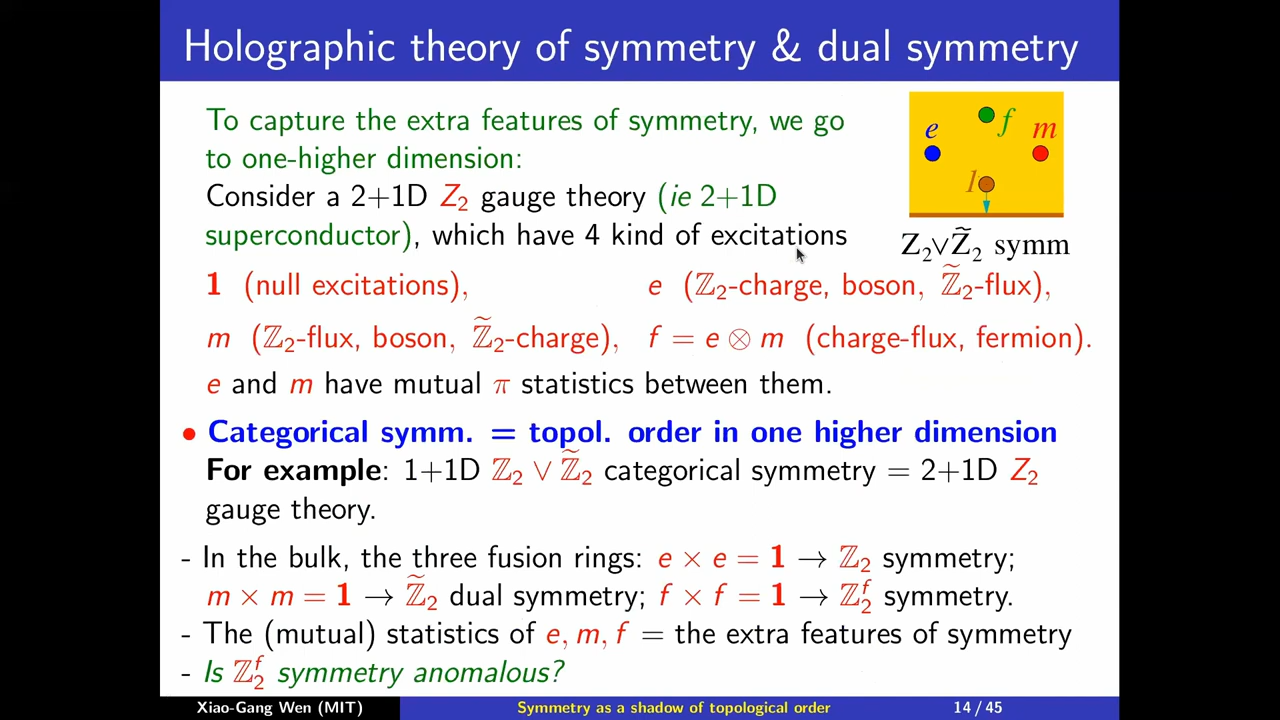 Holographic theory of symmetry & dual symmetry
To capture the extra features of symmetry, we go
to one-higher dimension:
Consider a 2+1D Z₂ gauge theory (ie 2+1D
superconductor), which have 4 kind of excitations
e
f
m
1
Z₂∨Z̃₂ symm
1 (null excitations), e (ℤ₂-charge, boson, ℤ̃₂-flux),
m (ℤ₂-flux, boson, ℤ̃₂-charge), f = e ⊗ m (charge-flux, fermion).
e and m have mutual π statistics between them.
• Categorical symm. = topol. order in one higher dimension
For example: 1+1D ℤ₂ ∨ ℤ̃₂ categorical symmetry = 2+1D Z₂
gauge theory.
- In the bulk, the three fusion rings: e × e = 1 → ℤ₂ symmetry;
m × m = 1 → ℤ̃₂ dual symmetry; f × f = 1 → ℤ₂ᶠ symmetry.
- The (mutual) statistics of e, m, f = the extra features of symmetry
- Is ℤ₂ᶠ symmetry anomalous?
Xiao-Gang Wen (MIT) Symmetry as a shadow of topological order 14 / 45